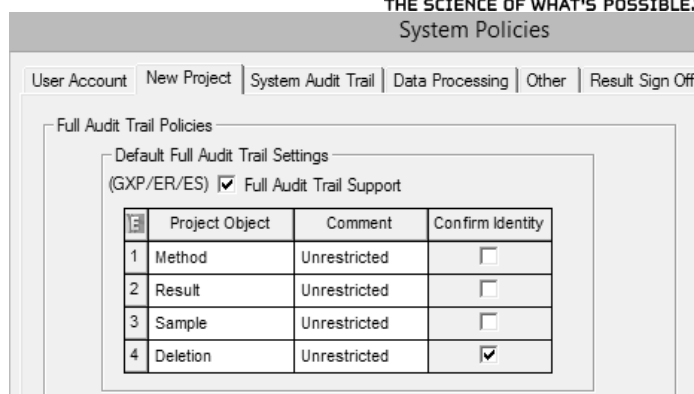 THE SCIENCE OF WHAT'S POSSIBLE.
System Policies
User Account New Project System Audit Trail Data Processing Other Result Sign Off
Full Audit Trail Policies
Default Full Audit Trail Settings
(GXP/ER/ES) Full Audit Trail Support
Project Object Comment Confirm Identity
1 Method Unrestricted
2 Result Unrestricted
3 Sample Unrestricted
4 Deletion Unrestricted